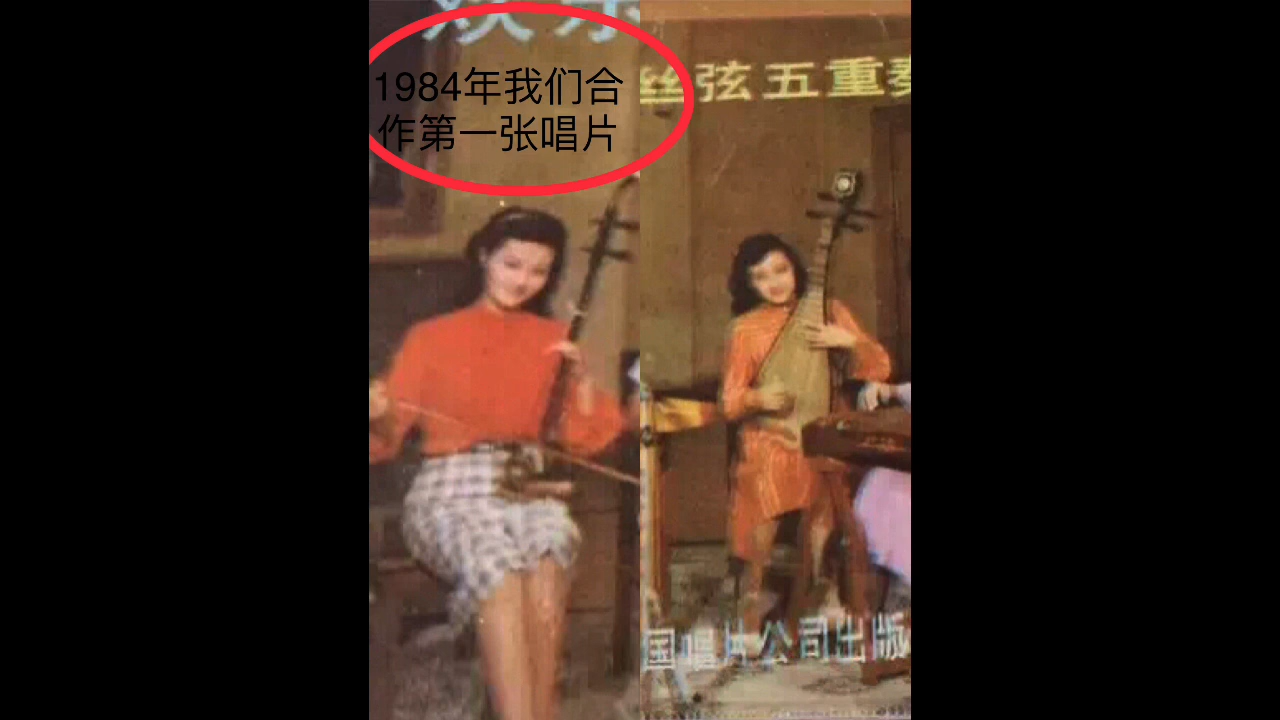 1984年我们合
作第一张唱片
丝弦五重奏
国唱片公司出版